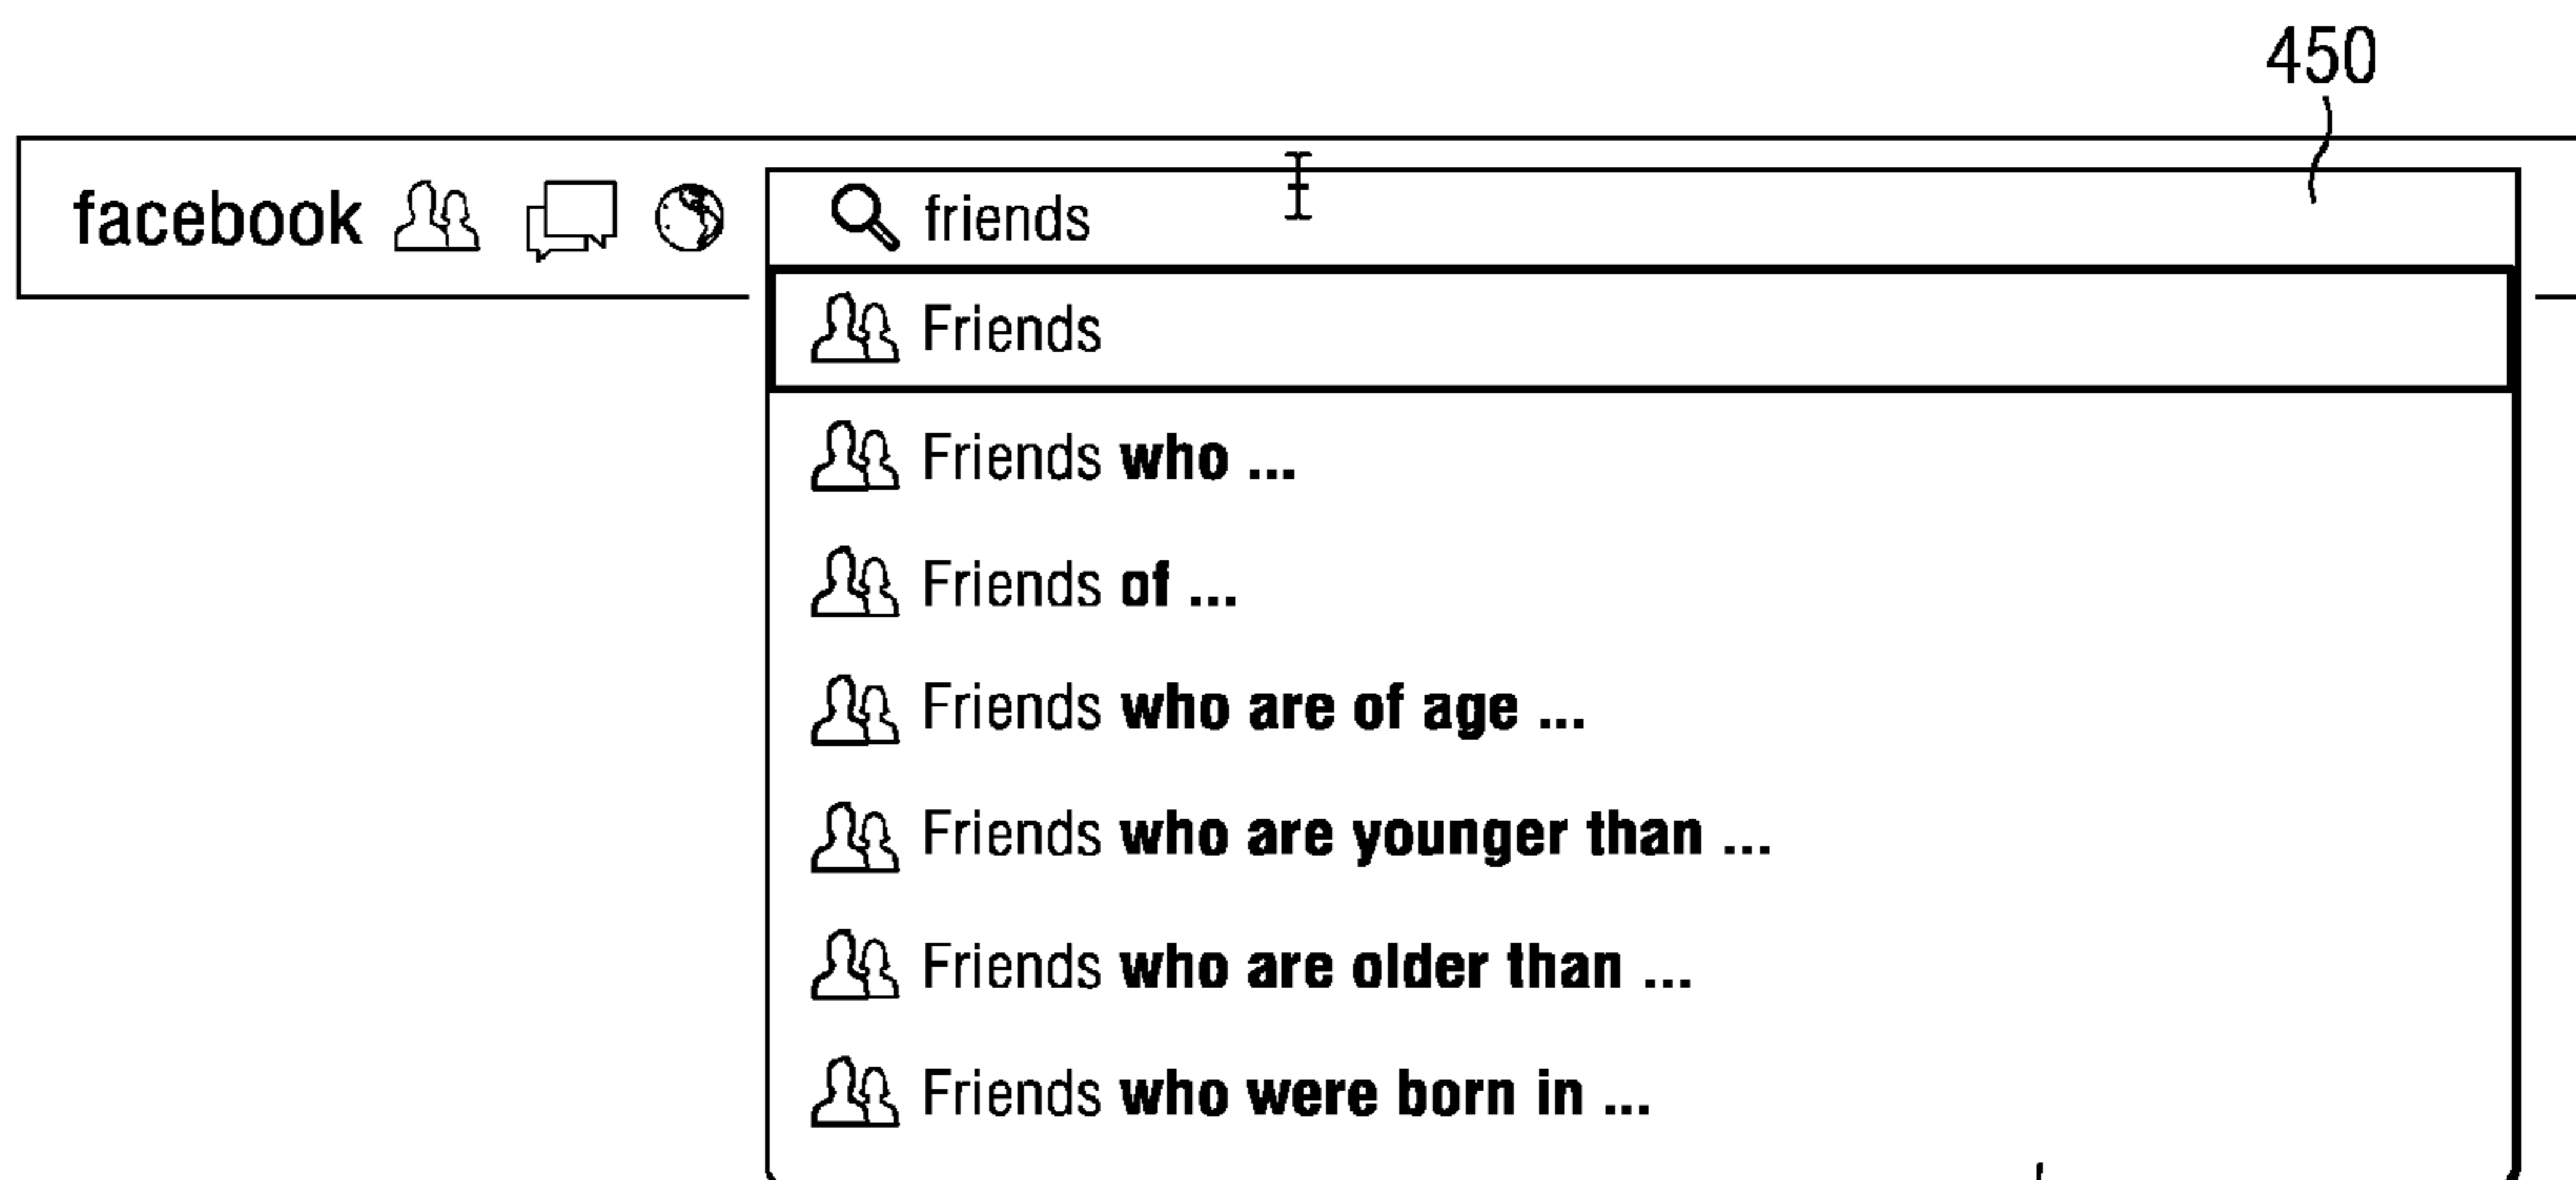 450
facebook friends
Friends
Friends who ...
Friends of ...
Friends who are of age ...
Friends who are younger than ...
Friends who are older than ...
Friends who were born in ...